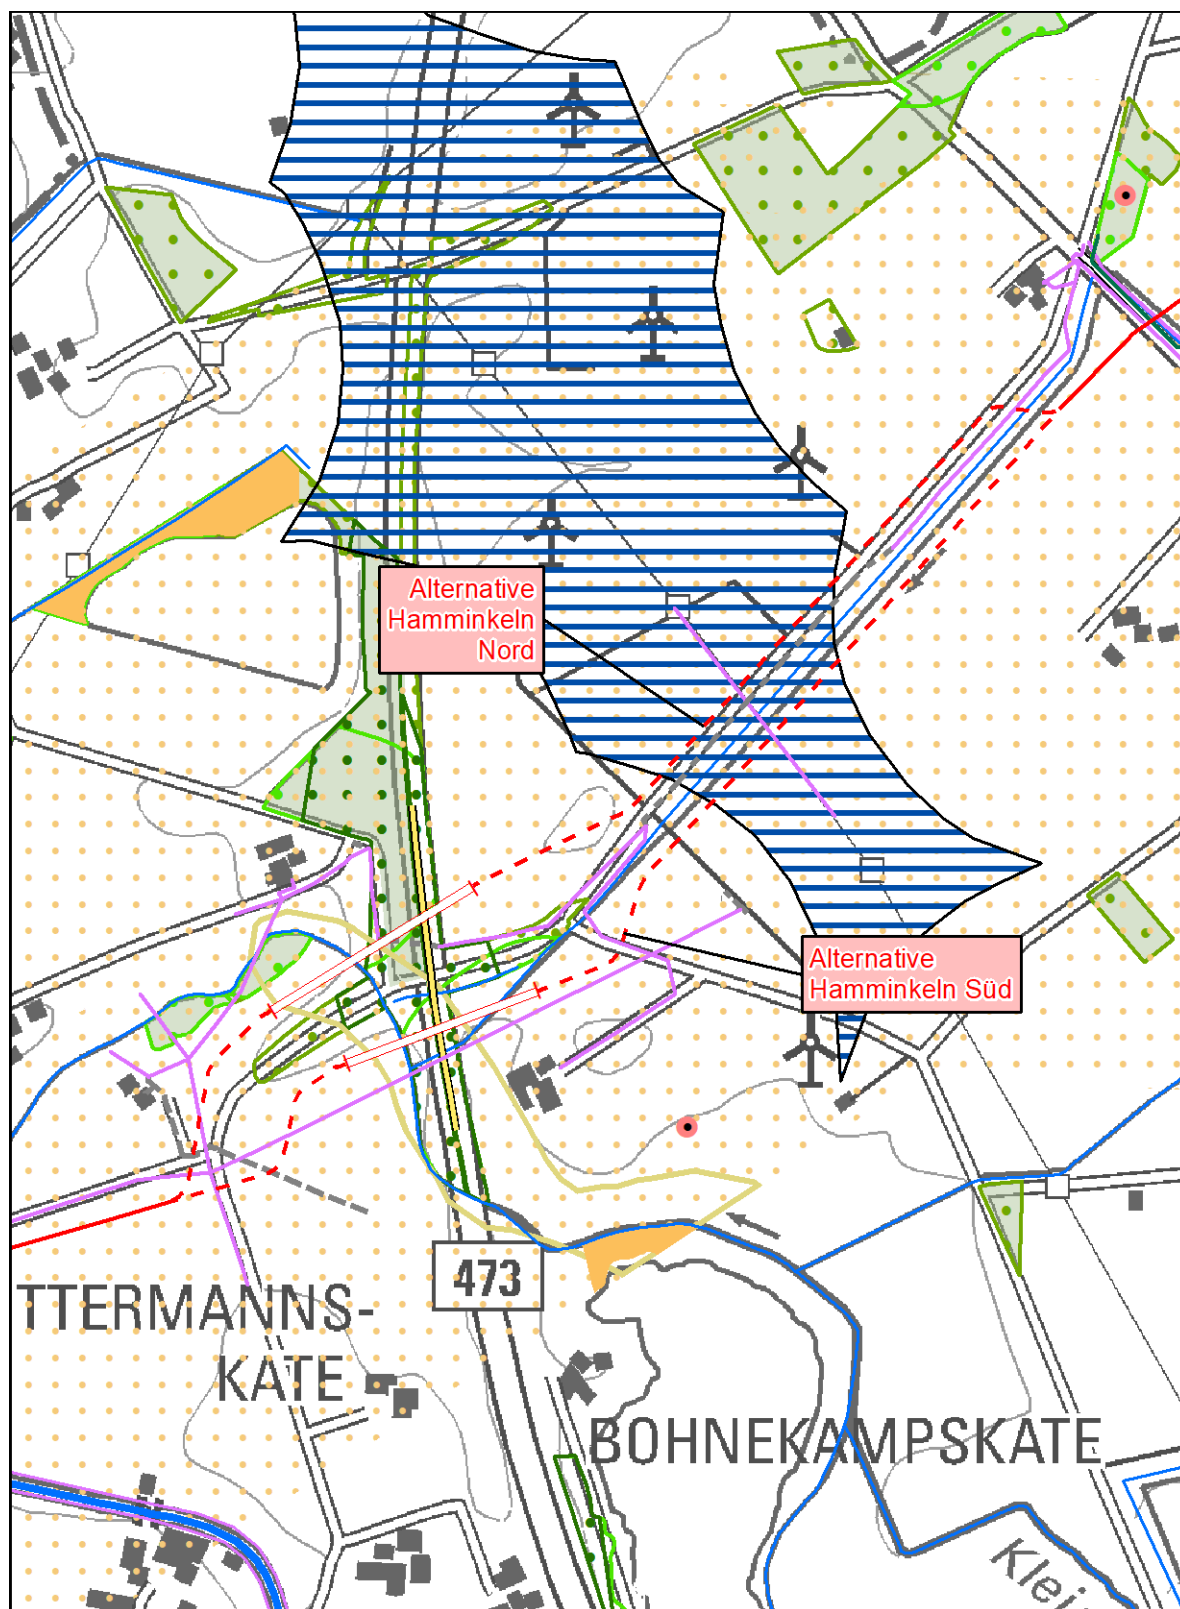 Alternative
Hamminkeln
Nord
Alternative
Hamminkeln Süd
473
TTERMANNS-
KATE
BOHNEKAMPSKATE
Klei